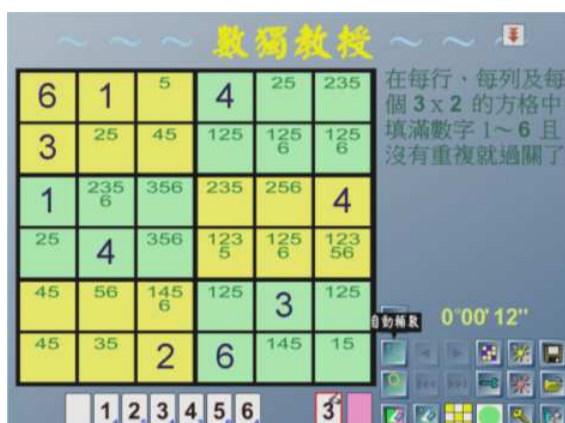 數獨教授
在每行、每列及每
個 3 x 2 的方格中
填滿數字 1～6 且
沒有重複就過關了
6 1 5 4 25 235
3 25 45 125 125 6 125 6
1 235 6 356 235 256 4
25 4 356 123 5 125 6 123 56
45 56 145 6 125 3 125
45 35 2 6 145 15
自動補數
0°00'12"
1 2 3 4 5 6 3